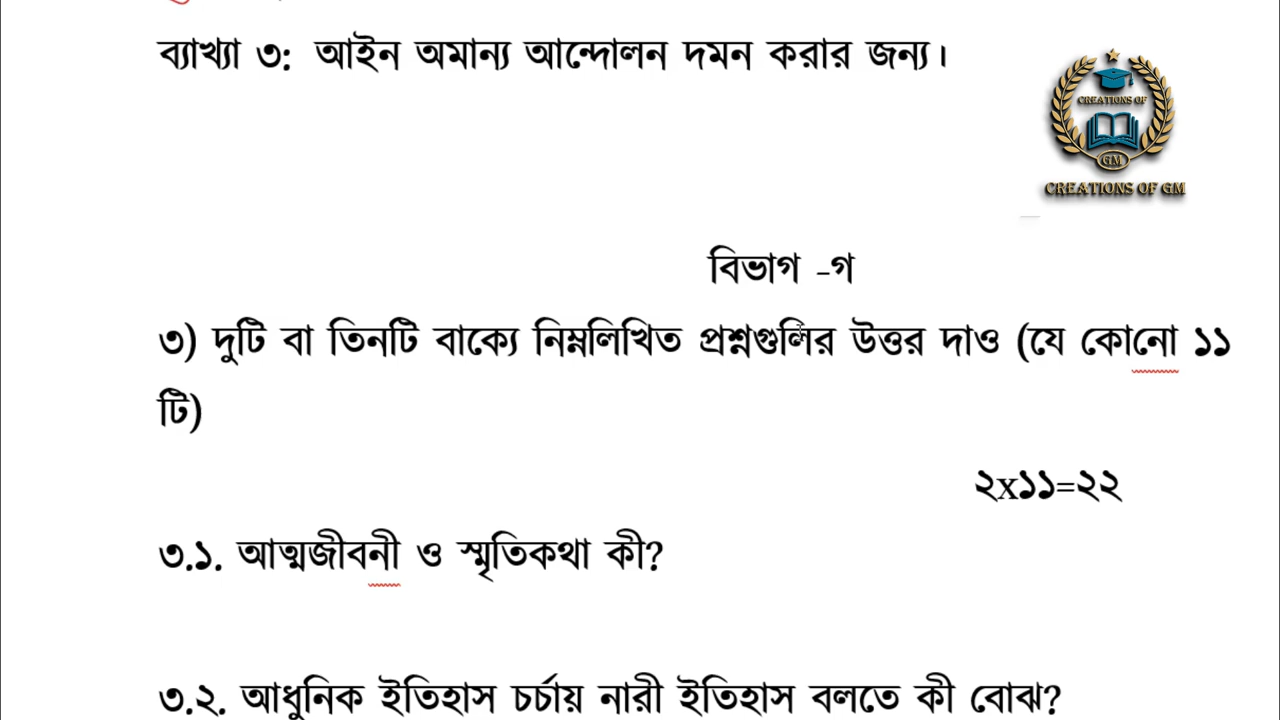 ব্যাখ্যা ৩: আইন অমান্য আন্দোলন দমন করার জন্য।
CREATIONS OF
GM
CREATIONS OF GM
বিভাগ -গ
৩) দুটি বা তিনটি বাক্যে নিম্নলিখিত প্রশ্নগুলির উত্তর দাও (যে কোনো ১১
টি)
২x১১=২২
৩.১. আত্মজীবনী ও স্মৃতিকথা কী?
৩.২. আধুনিক ইতিহাস চর্চায় নারী ইতিহাস বলতে কী বোঝ?